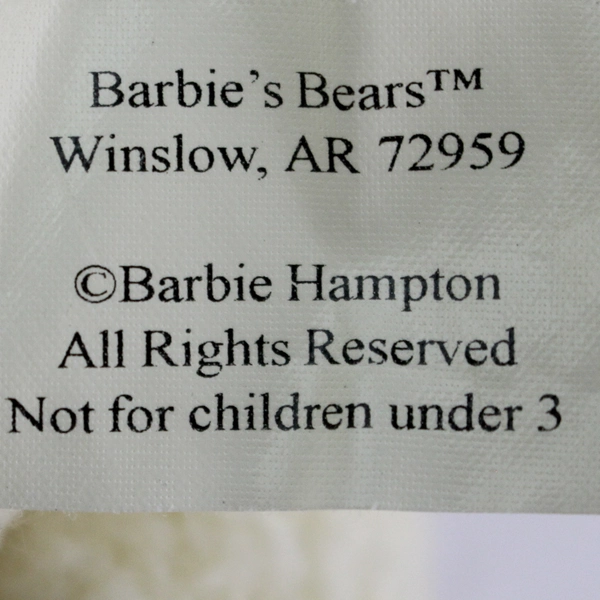 Barbie’s Bears™
Winslow, AR 72959
©Barbie Hampton
All Rights Reserved
Not for children under 3